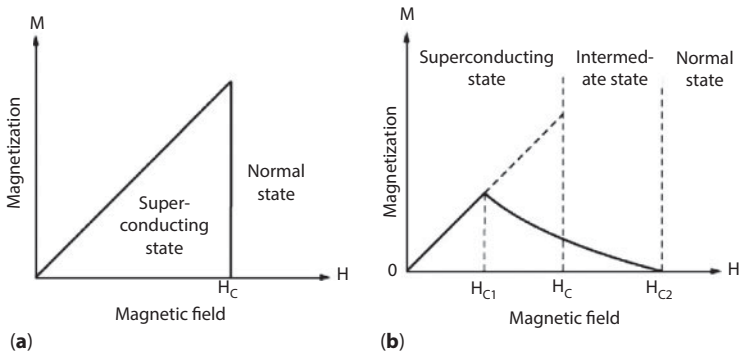 M
Magnetization
Super-
conducting
state
Normal
state
H
H_C
Magnetic field
(a)
M
Magnetization
Superconducting
state
Intermed-
ate state
Normal
state
0
H
H_C1
H_C
H_C2
Magnetic field
(b)